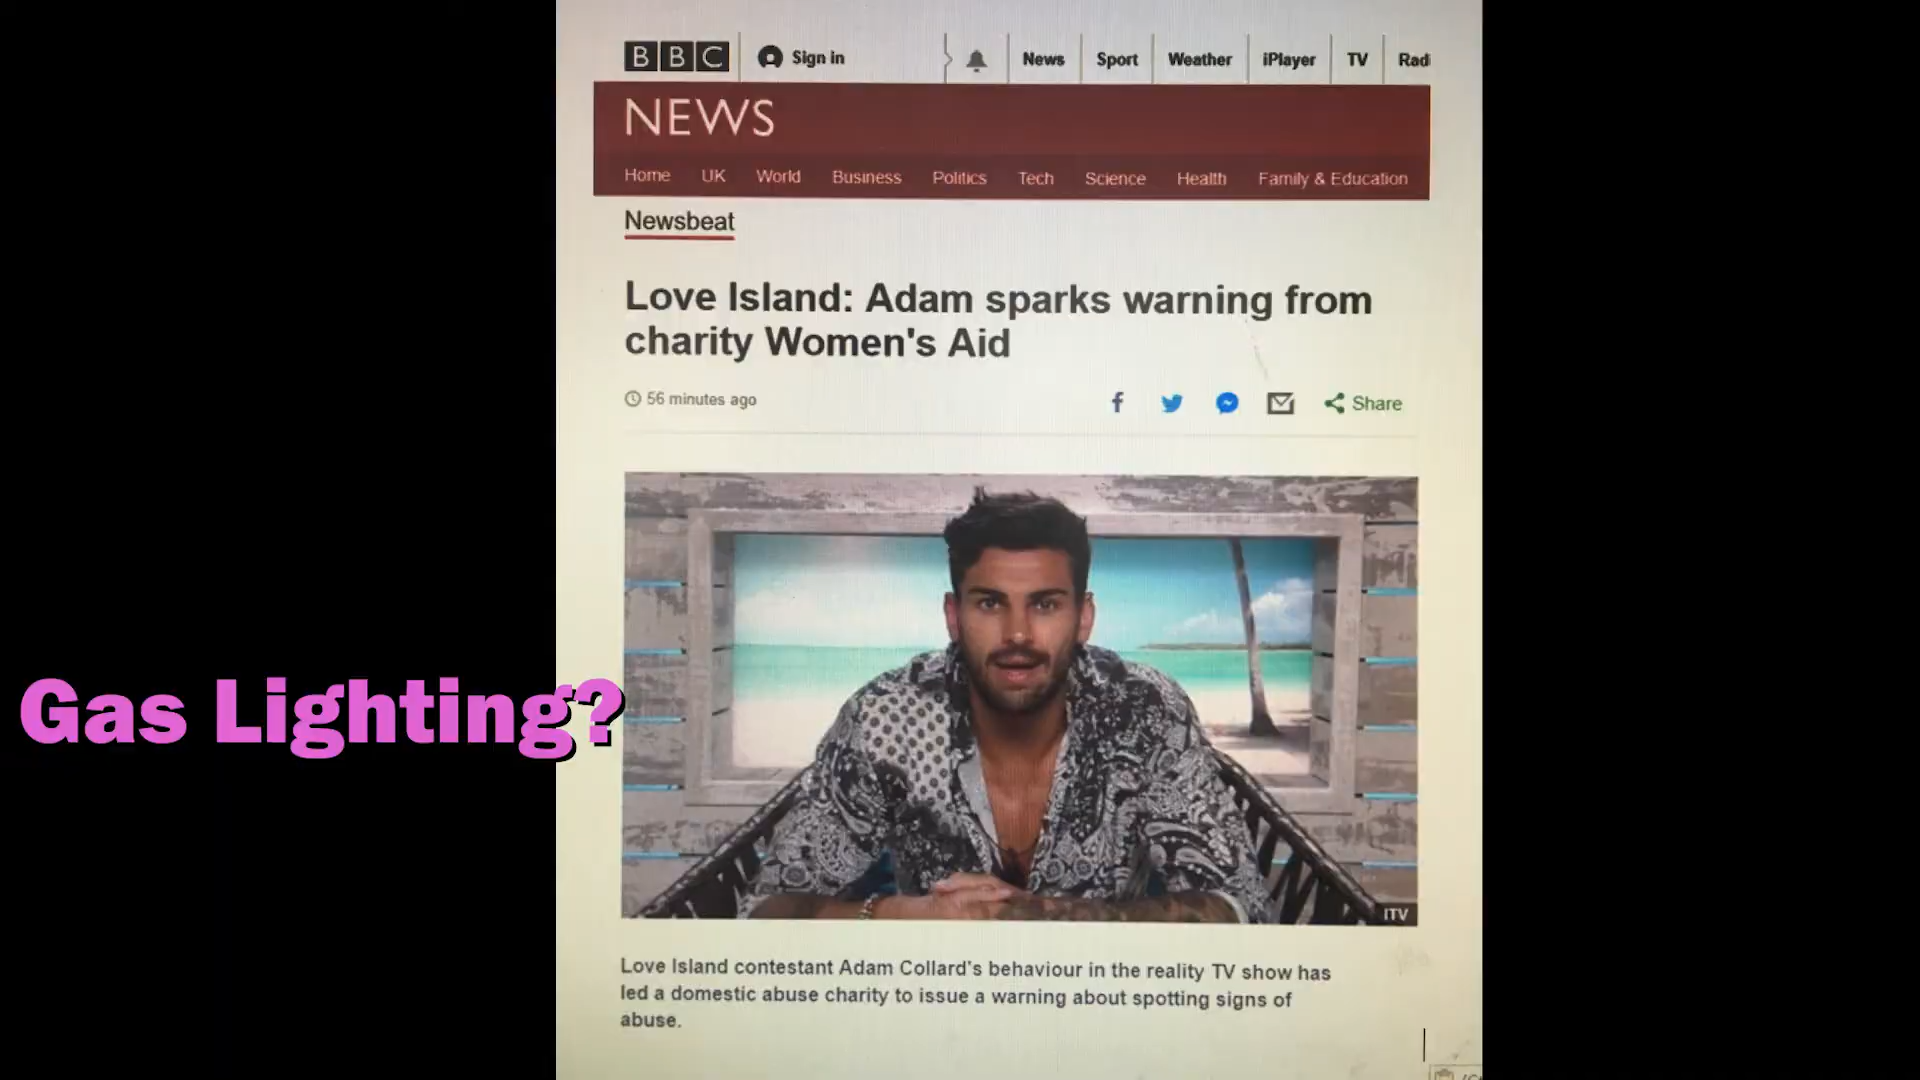 BBC Sign in News Sport Weather iPlayer TV Rad
NEWS
Home UK World Business Politics Tech Science Health Family & Education
Newsbeat
Love Island: Adam sparks warning from
charity Women's Aid
56 minutes ago Share
Gas Lighting?
ITV
Love Island contestant Adam Collard's behaviour in the reality TV show has
led a domestic abuse charity to issue a warning about spotting signs of
abuse.